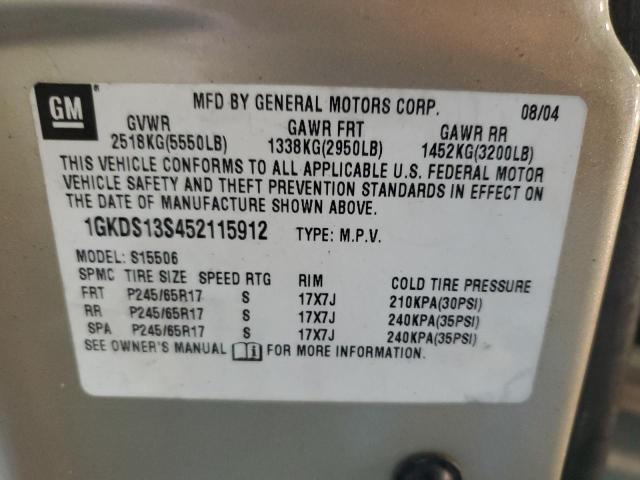 GM ®
MFD BY GENERAL MOTORS CORP. 08/04
GVWR GAWR FRT GAWR RR
2518KG(5550LB) 1338KG(2950LB) 1452KG(3200LB)
THIS VEHICLE CONFORMS TO ALL APPLICABLE U.S. FEDERAL MOTOR
VEHICLE SAFETY AND THEFT PREVENTION STANDARDS IN EFFECT ON
THE DATE OF MANUFACTURE SHOWN ABOVE.
1GKDS13S452115912 TYPE: M.P.V.
MODEL: S15506
SPMC TIRE SIZE SPEED RTG RIM COLD TIRE PRESSURE
FRT P245/65R17 S 17X7J 210KPA(30PSI)
RR P245/65R17 S 17X7J 240KPA(35PSI)
SPA P245/65R17 S 17X7J 240KPA(35PSI)
SEE OWNER'S MANUAL i FOR MORE INFORMATION.